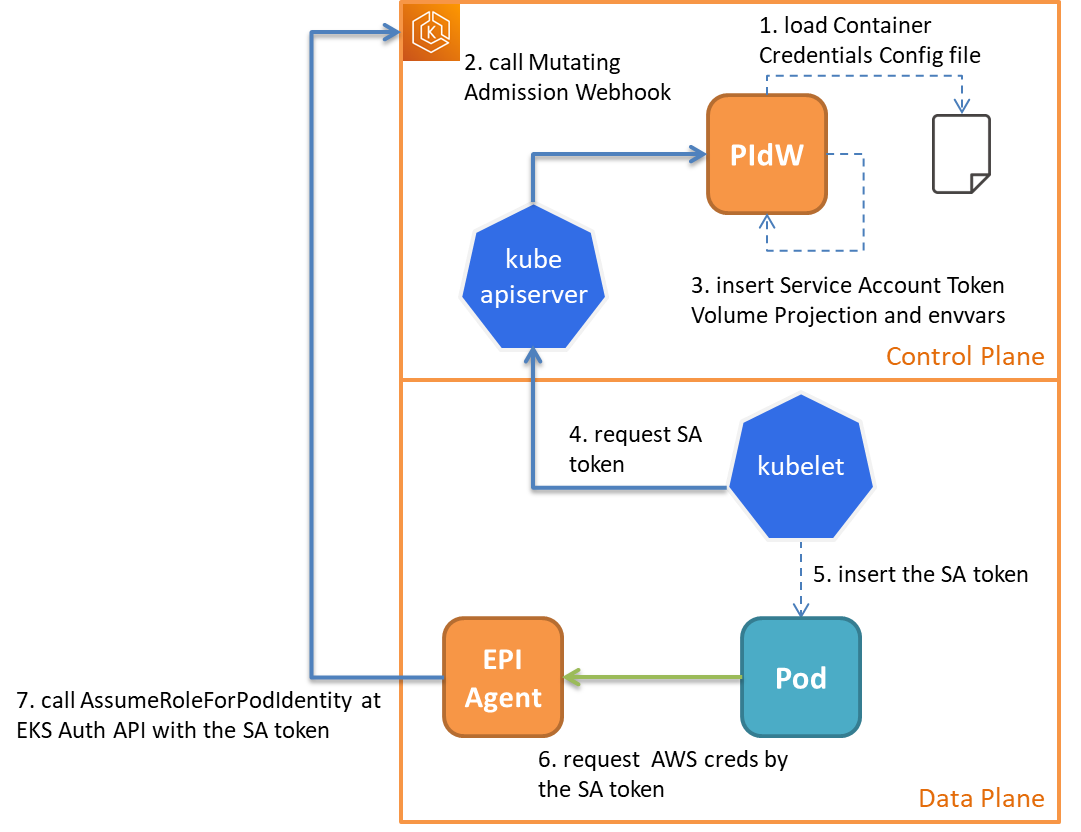 1. load Container
Credentials Config file
K
2. call Mutating
Admission Webhook
PIdW
kube
apiserver
3. insert Service Account Token
Volume Projection and envvars
Control Plane
4. request SA
token
kubelet
5. insert the SA token
EPI
Agent
Pod
7. call AssumeRoleForPodIdentity at
EKS Auth API with the SA token
6. request AWS creds by
the SA token
Data Plane